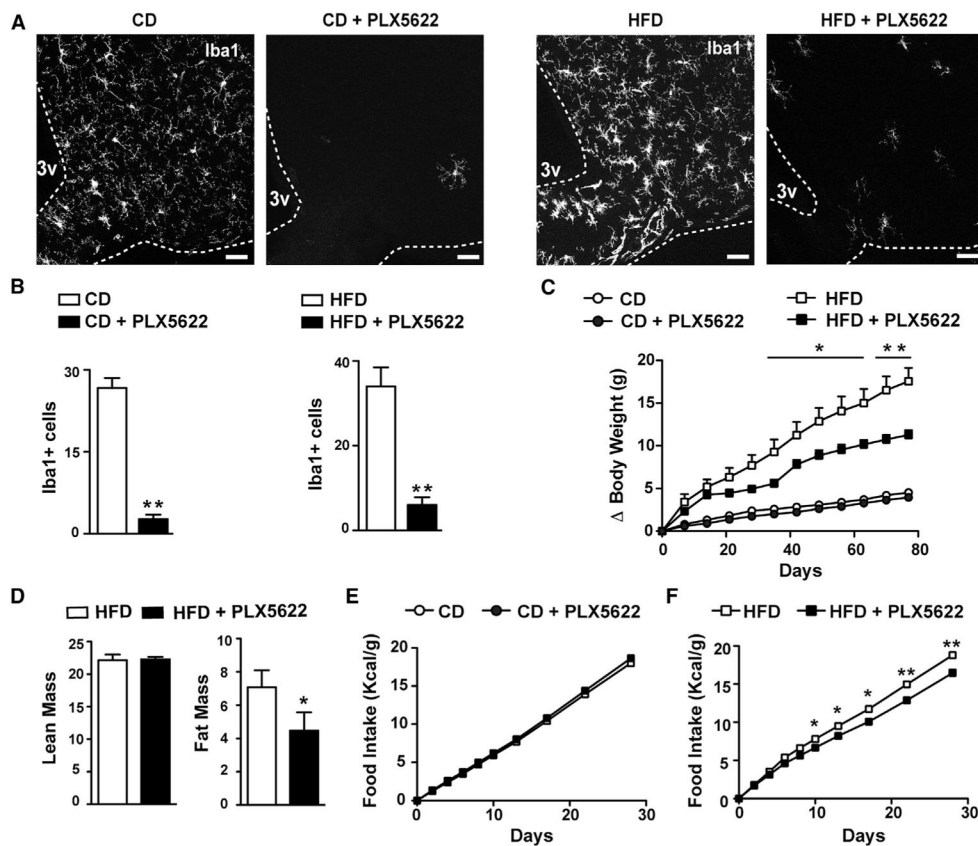 A
CD
CD + PLX5622
HFD
HFD + PLX5622
Iba1
Iba1
3v
3v
3v
3v
B
CD
CD + PLX5622
HFD
HFD + PLX5622
Iba1+ cells
30
15
0
**
Iba1+ cells
40
20
0
**
C
CD
CD + PLX5622
HFD
HFD + PLX5622
Δ Body Weight (g)
20
15
10
5
0
* **
0 20 40 60 80
Days
D
HFD
HFD + PLX5622
Lean Mass
25
20
15
10
5
0
Fat Mass
10
8
6
4
2
0
*
E
CD
CD + PLX5622
Food Intake (Kcal/g)
20
15
10
5
0
0 10 20 30
Days
F
HFD
HFD + PLX5622
Food Intake (Kcal/g)
20
15
10
5
0
* * * ** **
0 10 20 30
Days